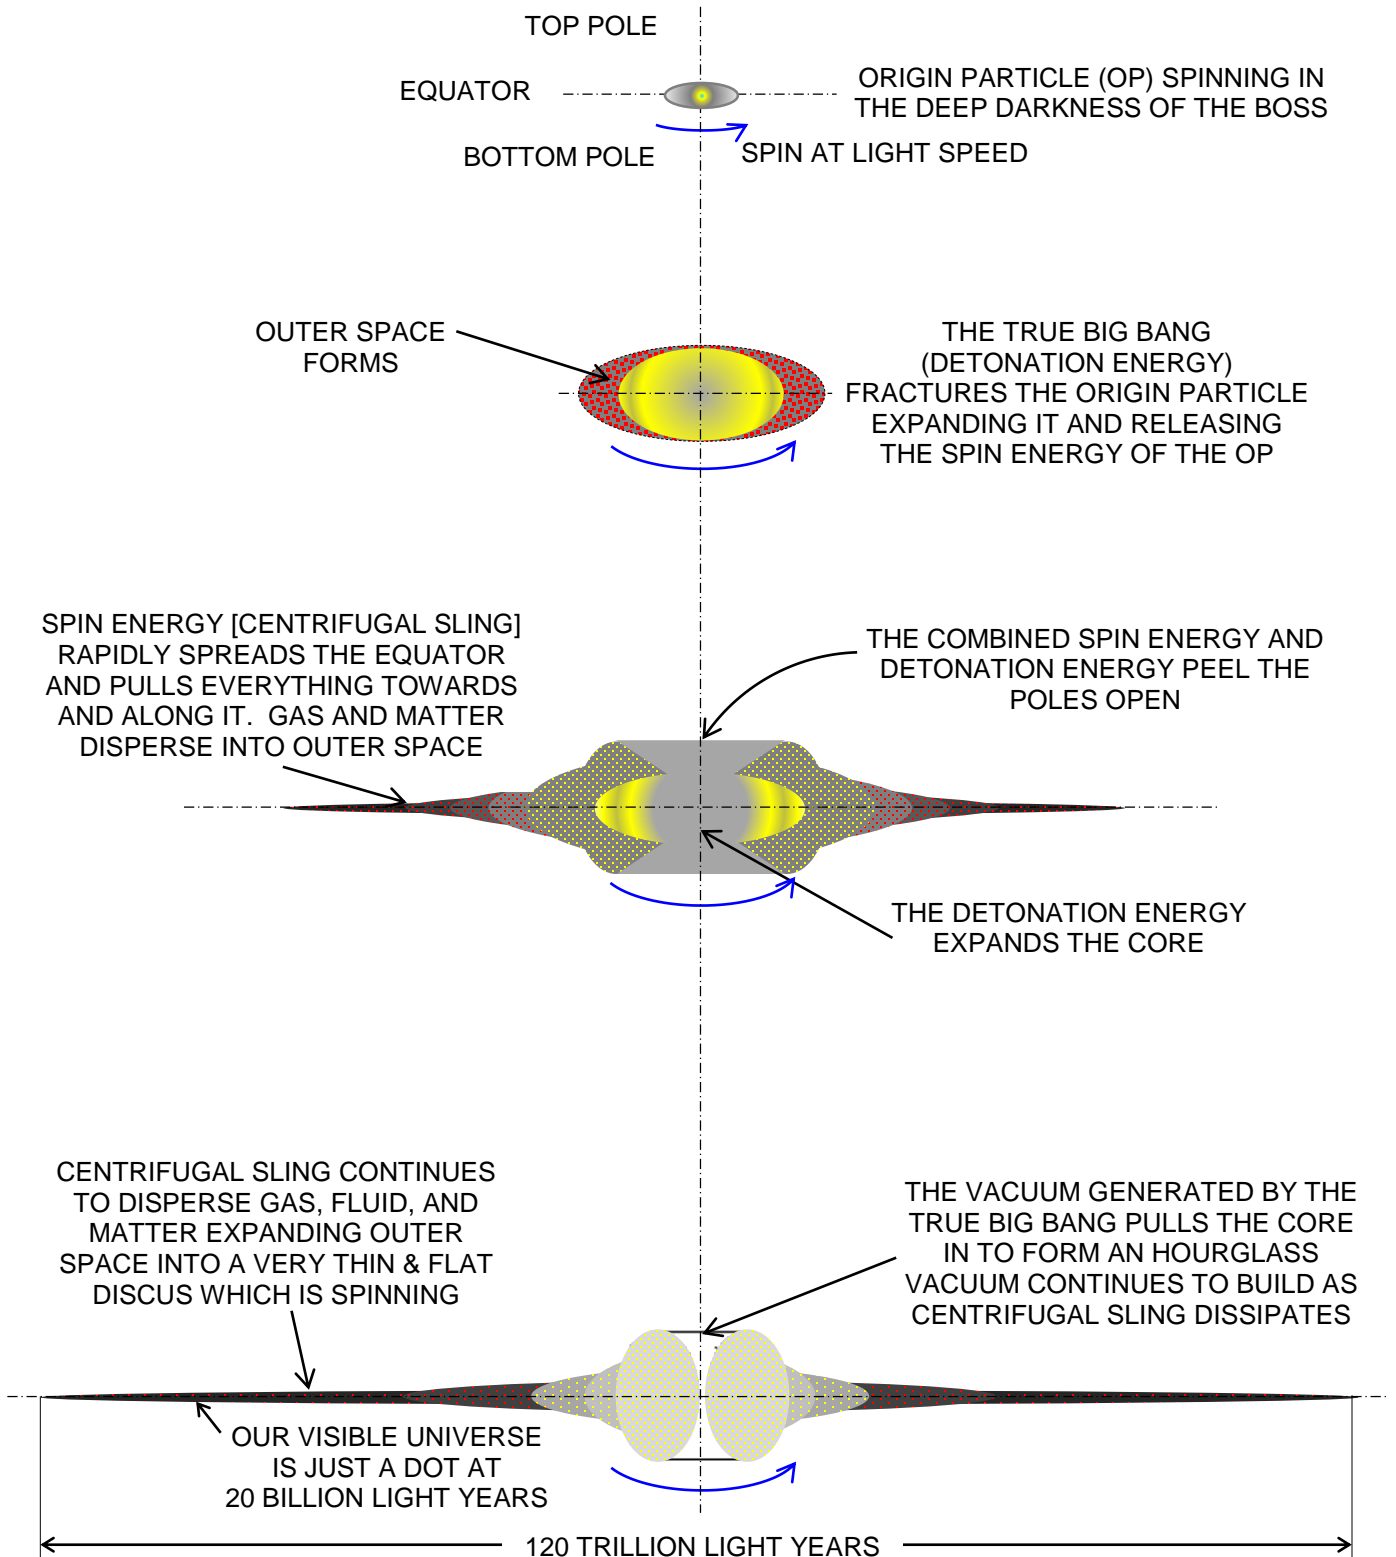 TOP POLE
EQUATOR
ORIGIN PARTICLE (OP) SPINNING IN
THE DEEP DARKNESS OF THE BOSS
BOTTOM POLE
SPIN AT LIGHT SPEED
OUTER SPACE
FORMS
THE TRUE BIG BANG
(DETONATION ENERGY)
FRACTURES THE ORIGIN PARTICLE
EXPANDING IT AND RELEASING
THE SPIN ENERGY OF THE OP
SPIN ENERGY [CENTRIFUGAL SLING]
RAPIDLY SPREADS THE EQUATOR
AND PULLS EVERYTHING TOWARDS
AND ALONG IT.  GAS AND MATTER
DISPERSE INTO OUTER SPACE
THE COMBINED SPIN ENERGY AND
DETONATION ENERGY PEEL THE
POLES OPEN
THE DETONATION ENERGY
EXPANDS THE CORE
CENTRIFUGAL SLING CONTINUES
TO DISPERSE GAS, FLUID, AND
MATTER EXPANDING OUTER
SPACE INTO A VERY THIN & FLAT
DISCUS WHICH IS SPINNING
THE VACUUM GENERATED BY THE
TRUE BIG BANG PULLS THE CORE
IN TO FORM AN HOURGLASS
VACUUM CONTINUES TO BUILD AS
CENTRIFUGAL SLING DISSIPATES
OUR VISIBLE UNIVERSE
IS JUST A DOT AT
20 BILLION LIGHT YEARS
120 TRILLION LIGHT YEARS